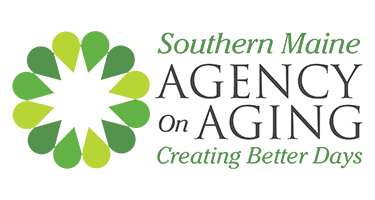 Southern Maine
AGENCY
On AGING
Creating Better Days